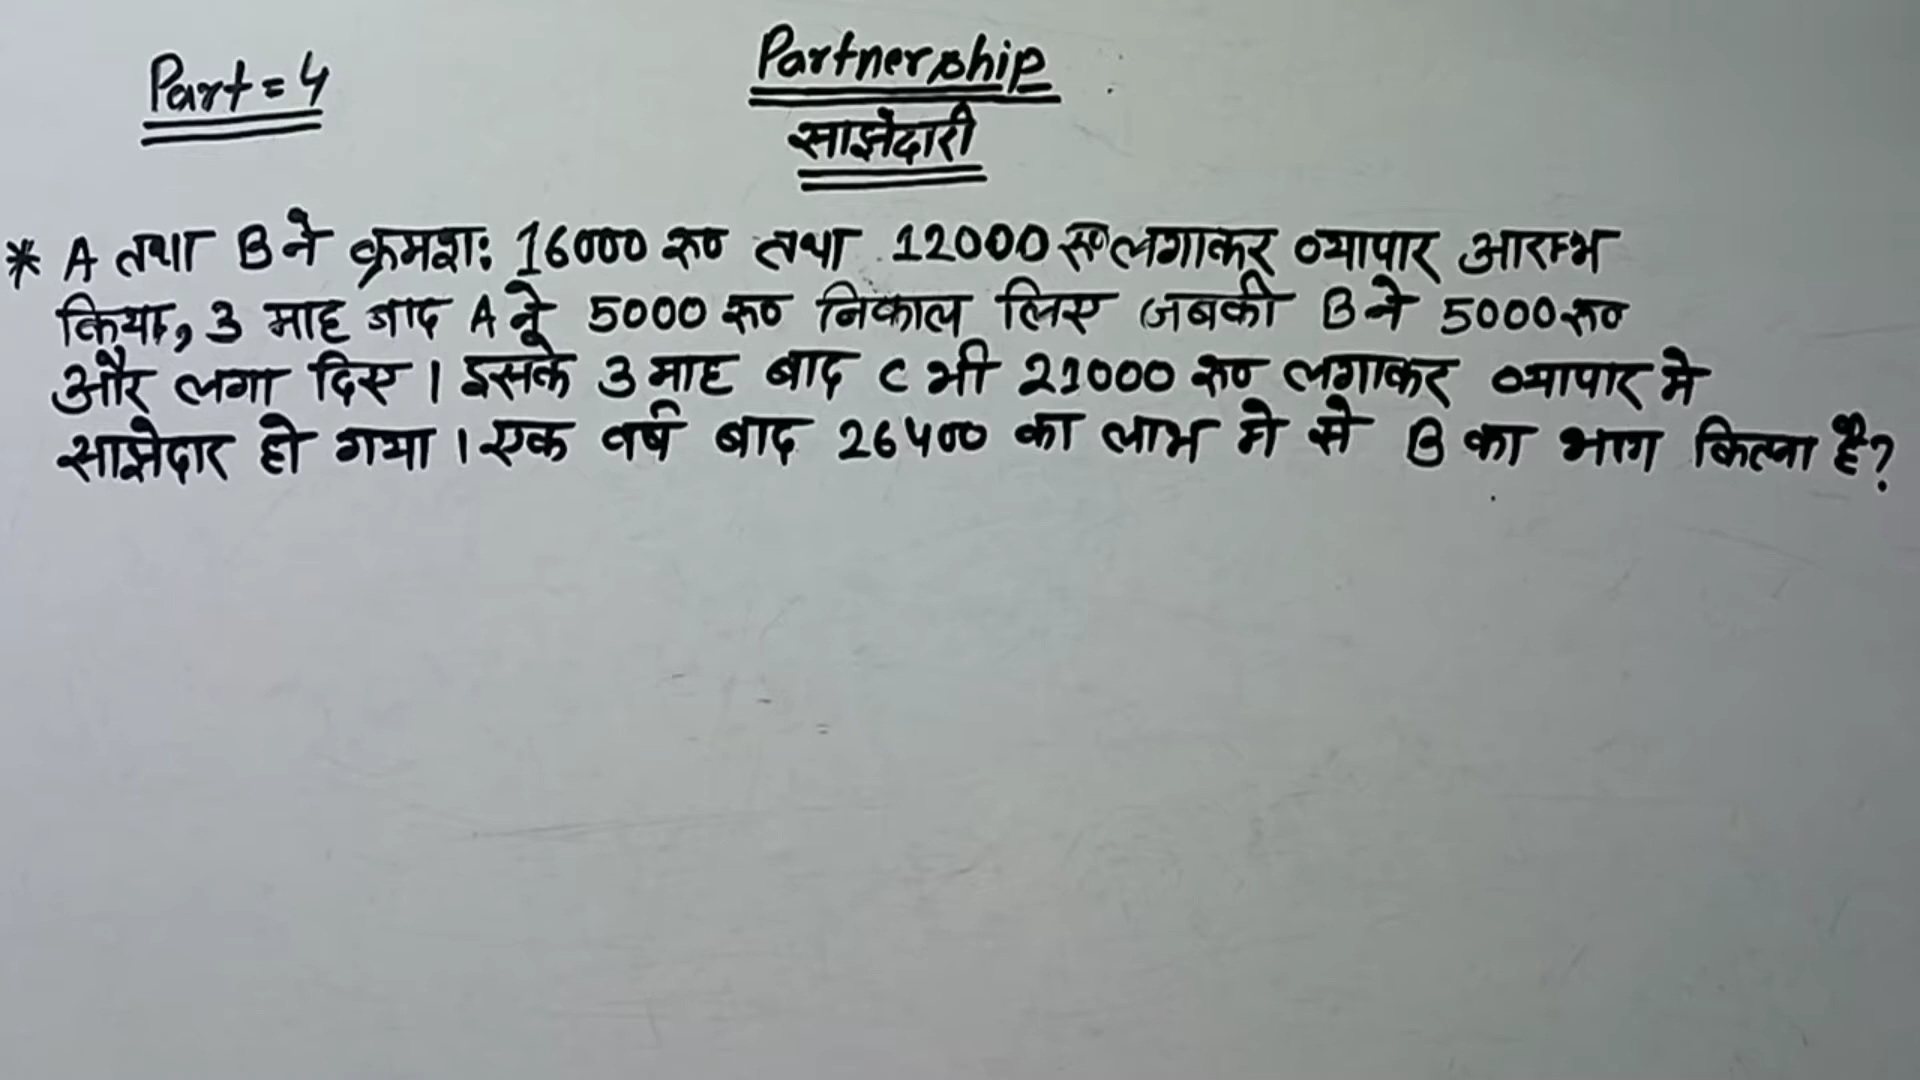 Part = 4
Partnership
साझेदारी
* A तथा B ने क्रमश: 16000 रू० तथा 12000 रू० लगाकर व्यापार आरम्भ
किया, 3 माह बाद A ने 5000 रू० निकाल लिए जबकी B ने 5000 रू०
और लगा दिए । इसके 3 माह बाद C भी 21000 रू० लगाकर व्यापार मे
साझेदार हो गया । एक वर्ष बाद 26400 का लाभ मे से B का भाग कितना है?